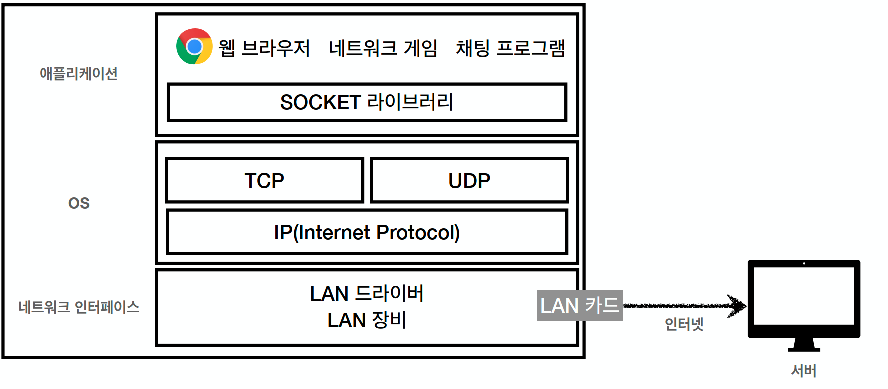 애플리케이션
웹 브라우저 네트워크 게임 채팅 프로그램
SOCKET 라이브러리
OS
TCP UDP
IP(Internet Protocol)
네트워크 인터페이스
LAN 드라이버
LAN 장비
LAN 카드
인터넷
서버